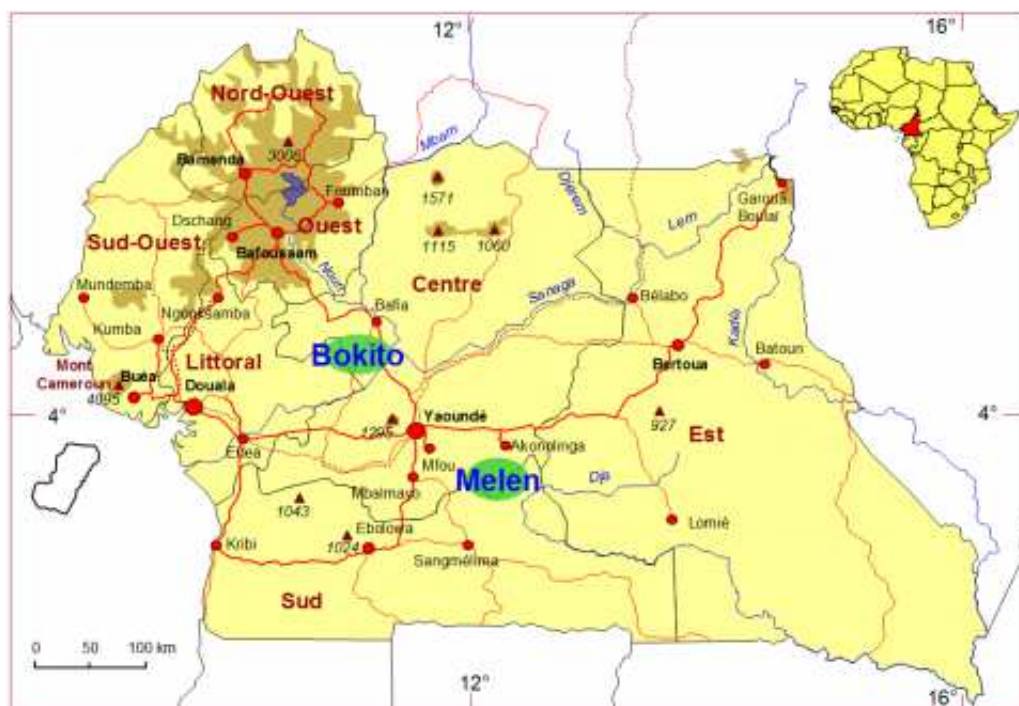 12°
16°
Nord-Ouest
3008
Mbam
Bamenda
1571
Djérem
Garoua
Boulaï
Foumban
Lem
Dschang
Ouest
Sud-Ouest
1115
1060
Bafoussam
Noun
Centre
Sanaga
Mundemba
Bélabo
Bafia
Kadéï
Kumba
Bokito
Littoral
Bertoua
Batouri
Mont
Cameroun
Buéa
Douala
4095
4°
4°
Yaoundé
1295
927
Est
Edéa
Akonolinga
Mfou
Melen
Mbalmayo
Dja
1043
Lomié
Ebolowa
1024
Kribi
Sangmélima
Sud
0 50 100 km
12°
16°